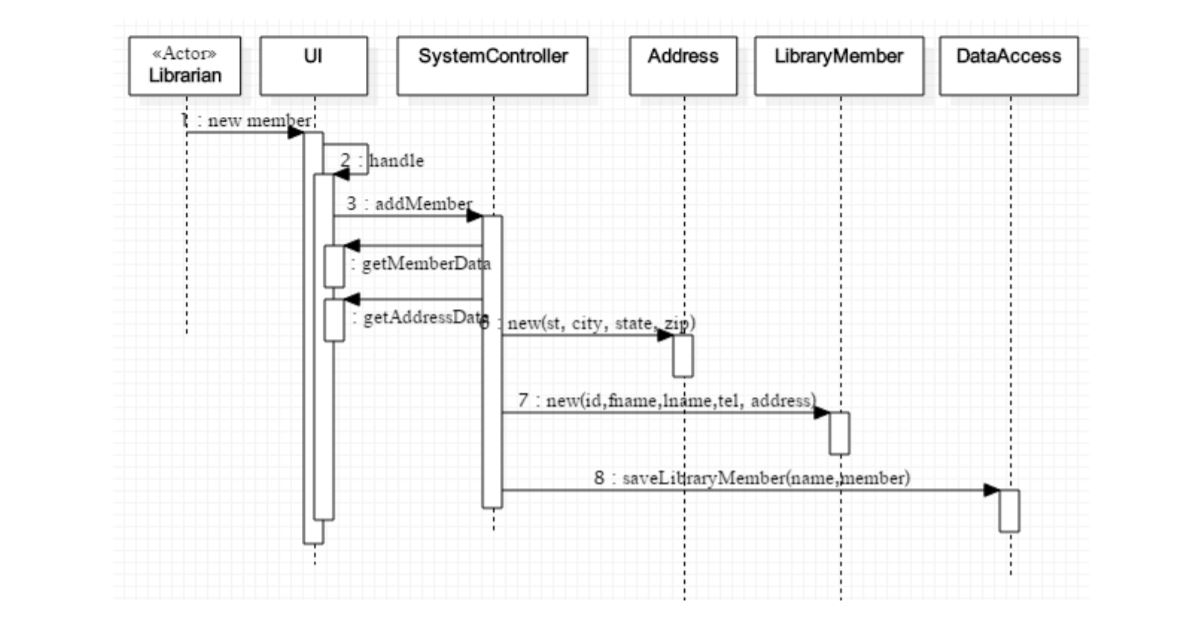 «Actor»
Librarian
UI
SystemController
Address
LibraryMember
DataAccess
1 : new member
2 : handle
3 : addMember
: getMemberData
: getAddressData
6 : new(st, city, state, zip)
7 : new(id,fname,lname,tel, address)
8 : saveLibraryMember(name,member)